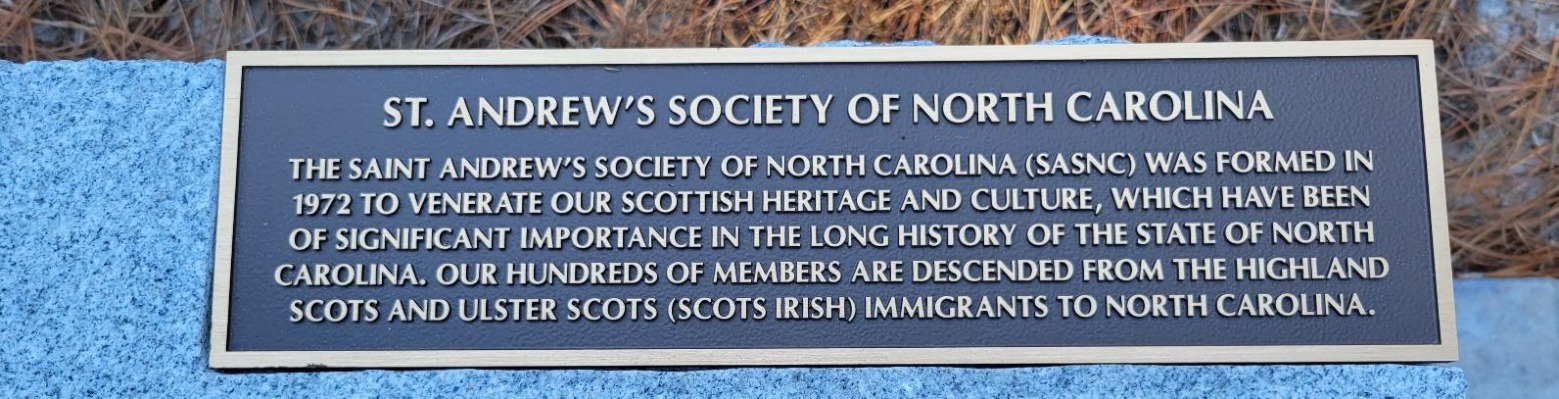 ST. ANDREW'S SOCIETY OF NORTH CAROLINA
THE SAINT ANDREW'S SOCIETY OF NORTH CAROLINA (SASNC) WAS FORMED IN
1972 TO VENERATE OUR SCOTTISH HERITAGE AND CULTURE, WHICH HAVE BEEN
OF SIGNIFICANT IMPORTANCE IN THE LONG HISTORY OF THE STATE OF NORTH
CAROLINA. OUR HUNDREDS OF MEMBERS ARE DESCENDED FROM THE HIGHLAND
SCOTS AND ULSTER SCOTS (SCOTS IRISH) IMMIGRANTS TO NORTH CAROLINA.